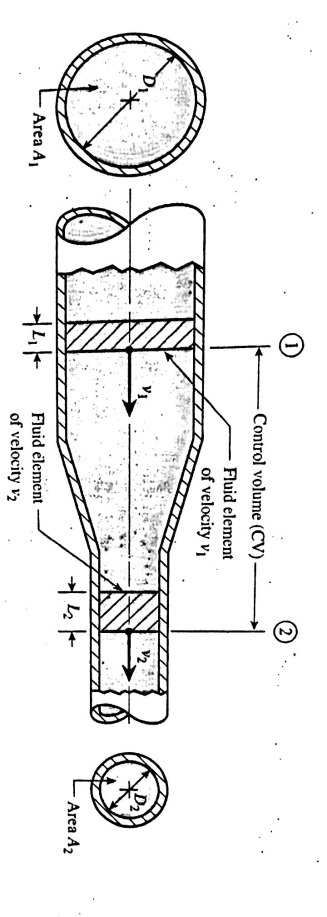 ①
②
Control volume (CV)
D₁
Area A₁
L₁
v₁
Fluid element
of velocity v₁
Fluid element
of velocity v₂
L₂
v₂
D₂
Area A₂